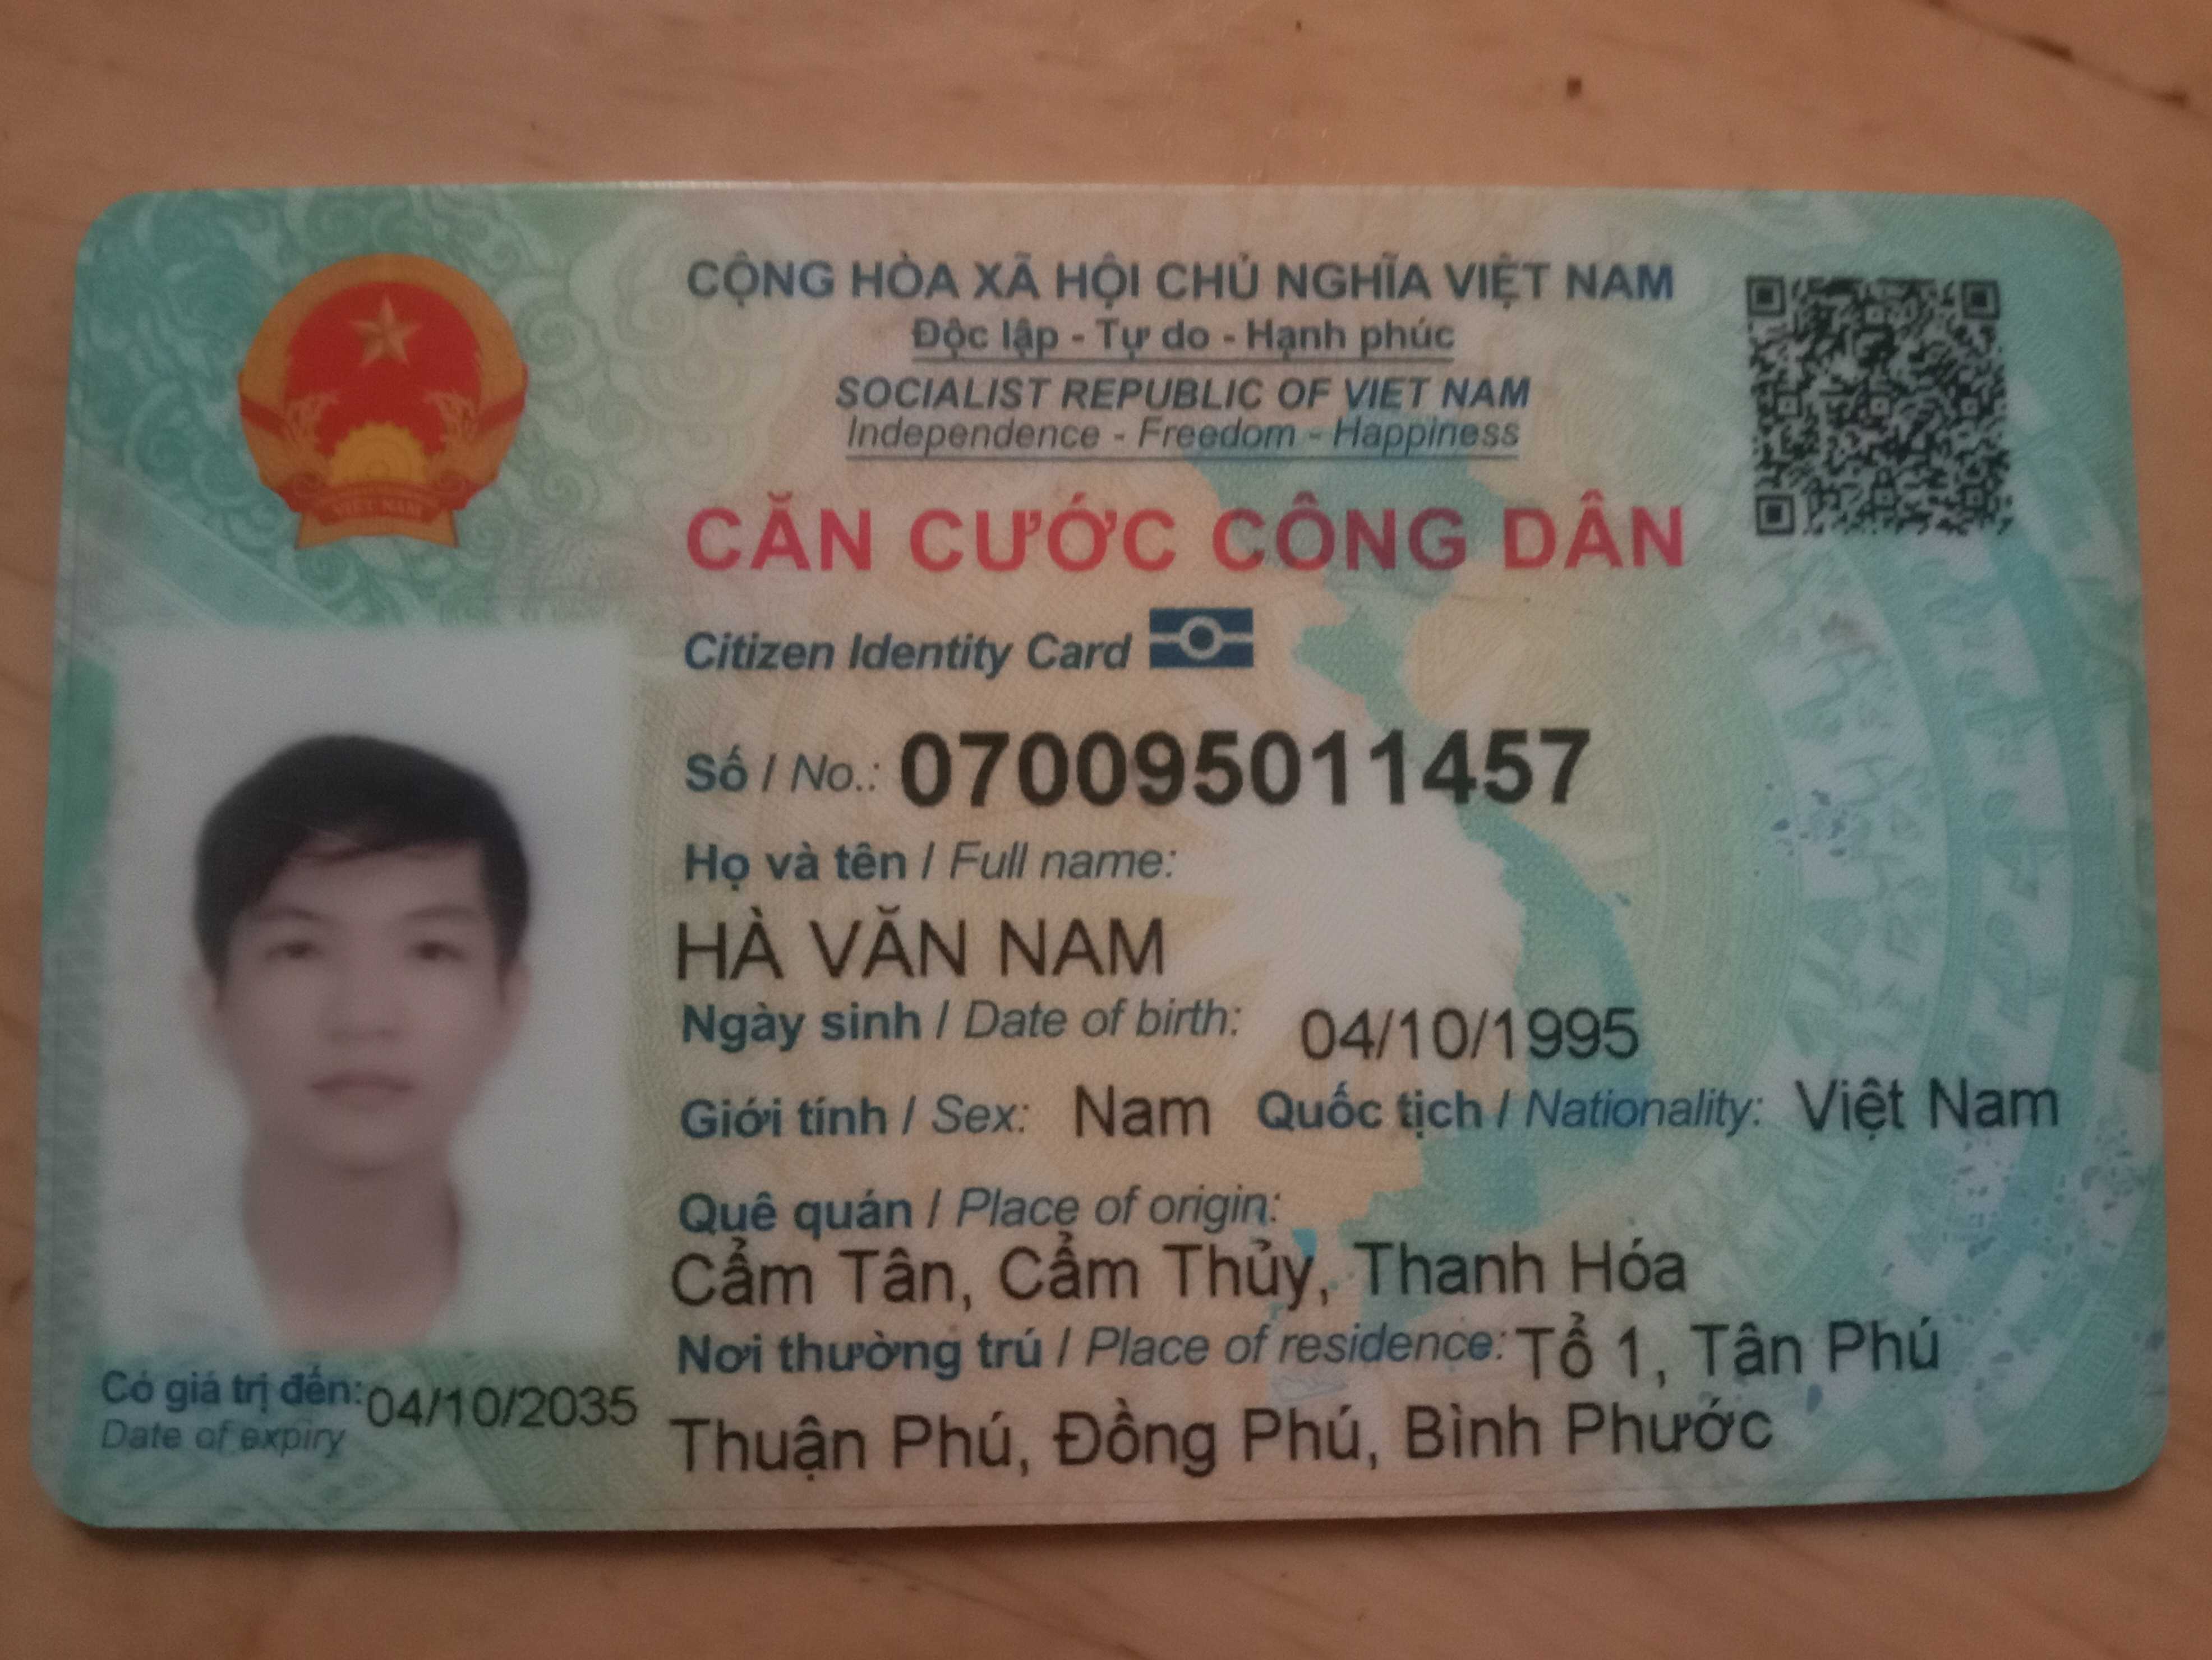 CỘNG HÒA XÃ HỘI CHỦ NGHĨA VIỆT NAM
Độc lập - Tự do - Hạnh phúc
SOCIALIST REPUBLIC OF VIET NAM
Independence - Freedom - Happiness
VIỆT NAM
CĂN CƯỚC CÔNG DÂN
Citizen Identity Card
Số / No.: 070095011457
Họ và tên / Full name:
HÀ VĂN NAM
Ngày sinh / Date of birth: 04/10/1995
Giới tính / Sex: Nam Quốc tịch / Nationality: Việt Nam
Quê quán / Place of origin:
Cẩm Tân, Cẩm Thủy, Thanh Hóa
Nơi thường trú / Place of residence: Tổ 1, Tân Phú
Thuận Phú, Đồng Phú, Bình Phước
Có giá trị đến: 04/10/2035
Date of expiry